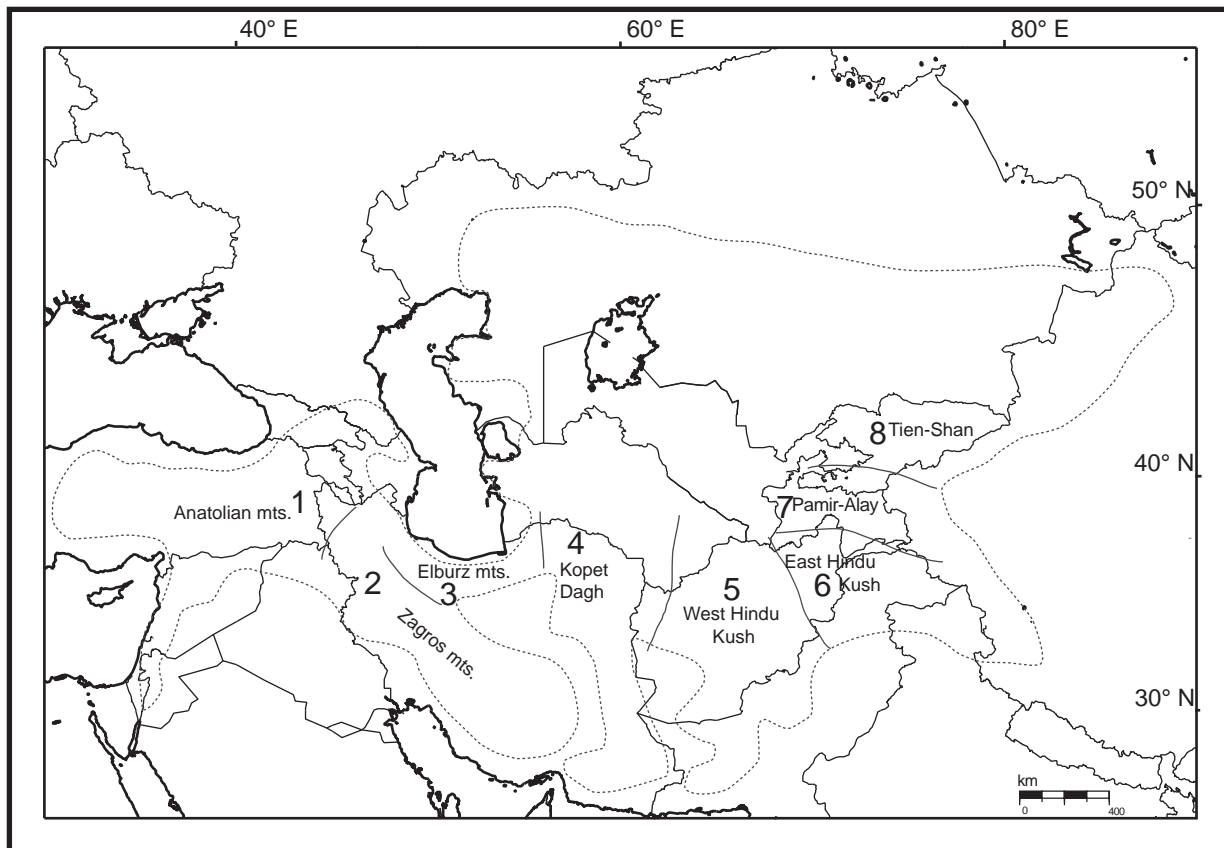 40° E
60° E
80° E
50° N
8 Tien-Shan
40° N
1
Anatolian mts.
7 Pamir-Alay
4
Kopet
Dagh
East Hindu
Kush
6
Elburz mts.
3
2
Zagros mts.
5
West Hindu
Kush
30° N
km
0 400